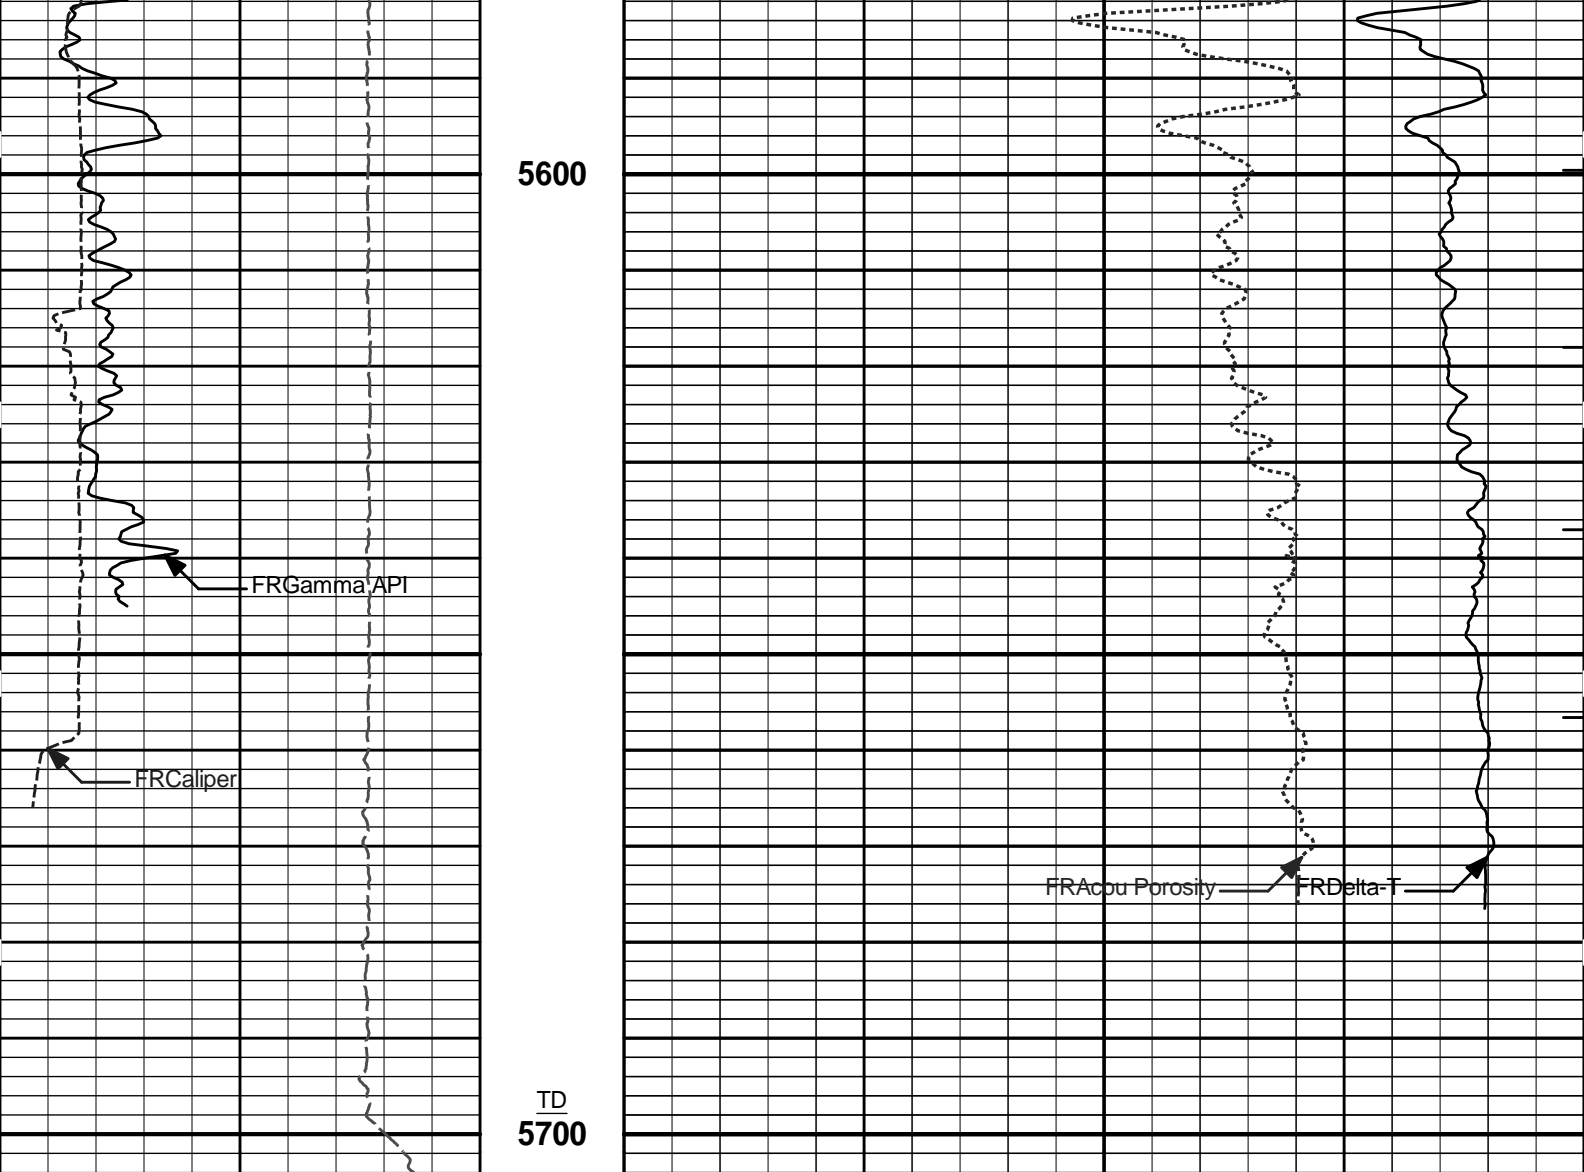 5600
FRGamma API
FRCaliper
FRAcou Porosity
FRDelta-T
TD
5700